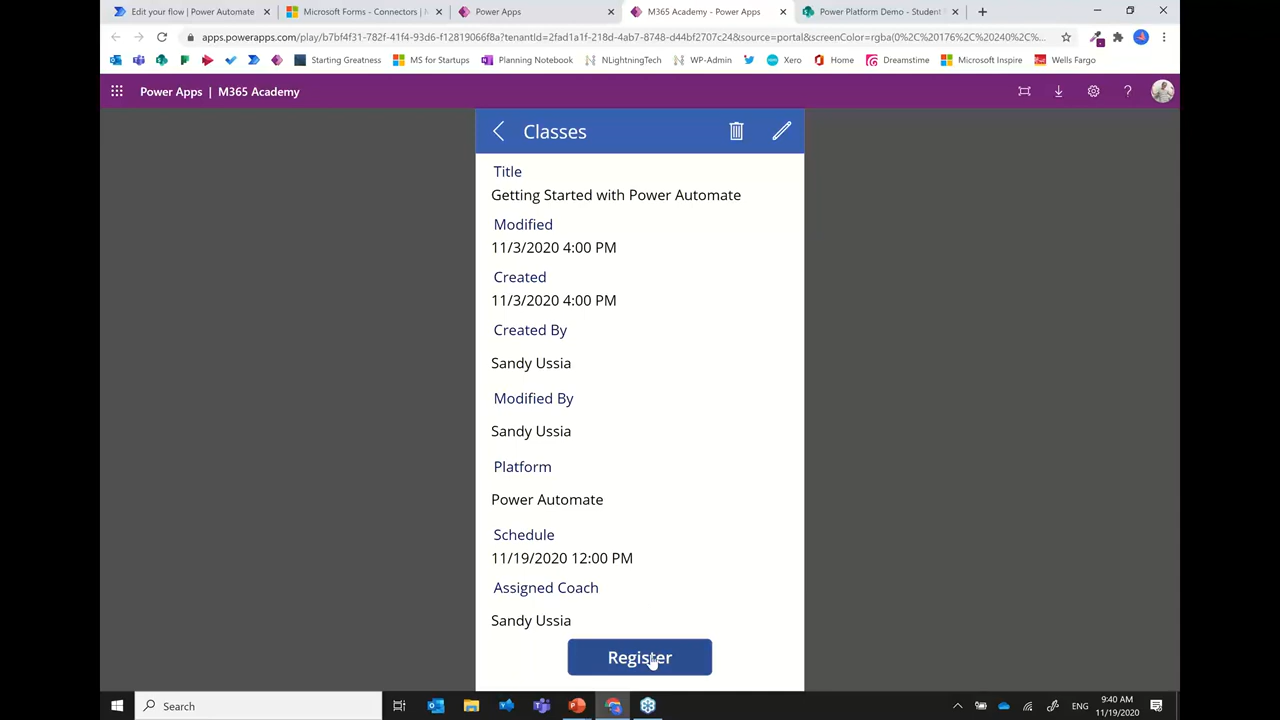 Edit your flow | Power Automate
Microsoft Forms - Connectors |
Power Apps
M365 Academy - Power Apps
Power Platform Demo - Student
apps.powerapps.com/play/b7bf4f31-782f-41f4-93d6-f12819066f8a?tenantId=2fad1a1f-218d-4ab7-8748-d44bf2707c24&source=portal&screenColor=rgba(0%2C%20176%2C%20240%2C%...
Starting Greatness
MS for Startups
Planning Notebook
NLightningTech
WP-Admin
Xero
Home
Dreamstime
Microsoft Inspire
Wells Fargo
Power Apps | M365 Academy
Classes
Title
Getting Started with Power Automate
Modified
11/3/2020 4:00 PM
Created
11/3/2020 4:00 PM
Created By
Sandy Ussia
Modified By
Sandy Ussia
Platform
Power Automate
Schedule
11/19/2020 12:00 PM
Assigned Coach
Sandy Ussia
Register
Search
ENG
9:40 AM
11/19/2020